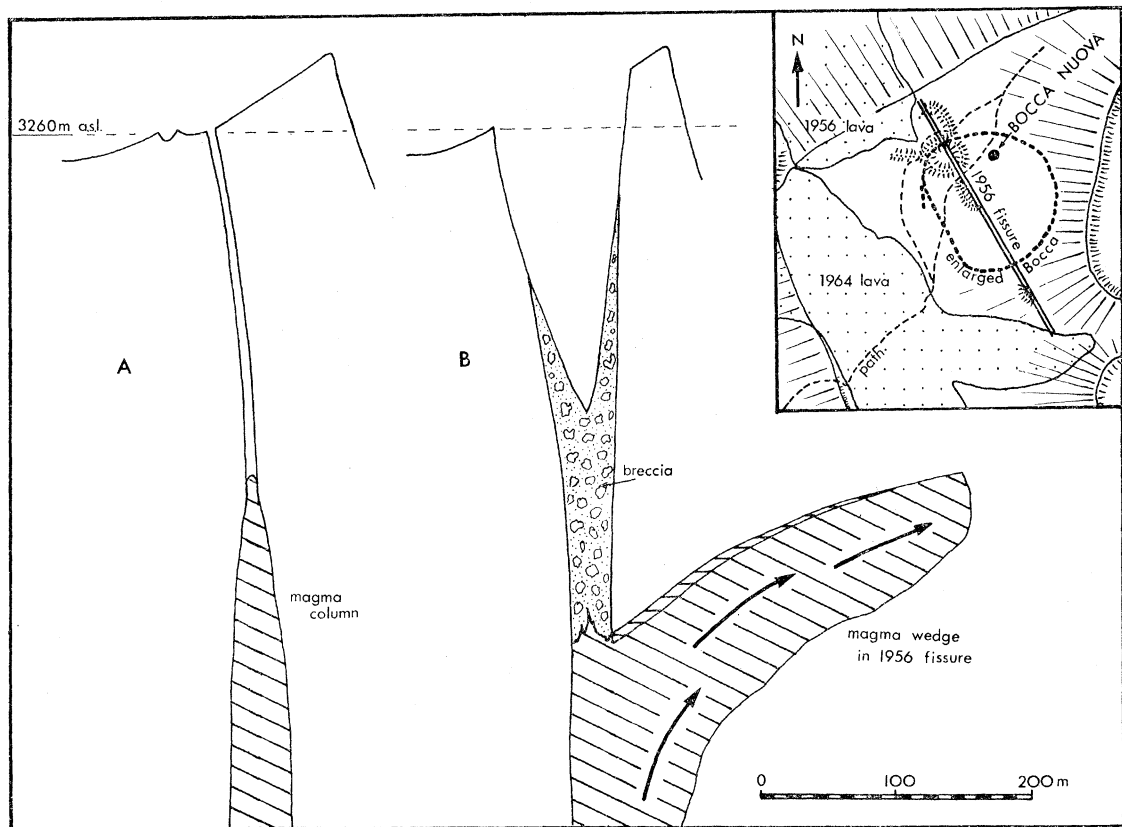 3260m a.s.l.
A
B
magma
column
breccia
magma wedge
in 1956 fissure
0 100 200 m
N
1956 lava
BOCCA NUOVA
1956 fissure
enlarged Bocca
1964 lava
path